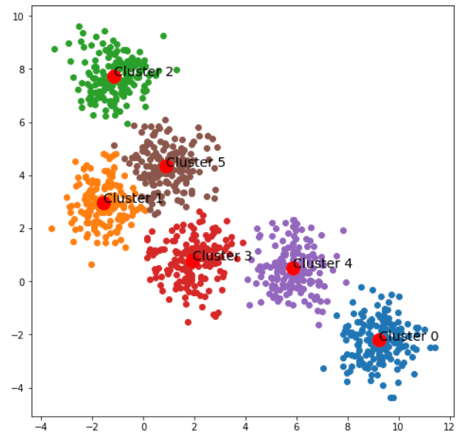 10
8
6
4
2
0
−2
−4
Cluster 2
Cluster 5
Cluster 1
Cluster 3
Cluster 4
Cluster 0
−4 −2 0 2 4 6 8 10 12